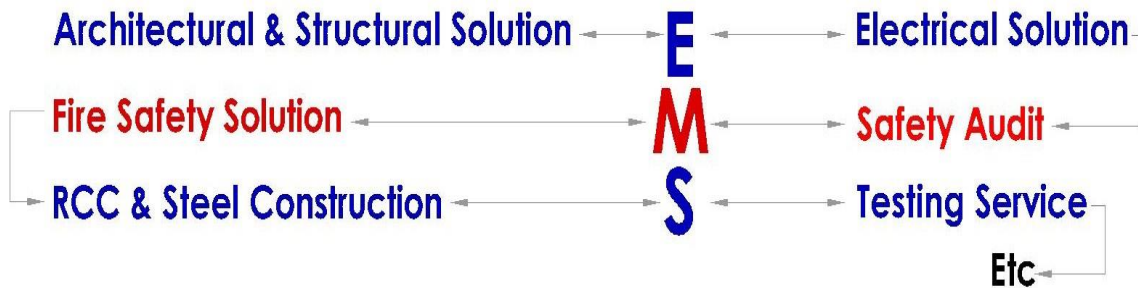 Architectural & Structural Solution E Electrical Solution
Fire Safety Solution M Safety Audit
RCC & Steel Construction S Testing Service
Etc